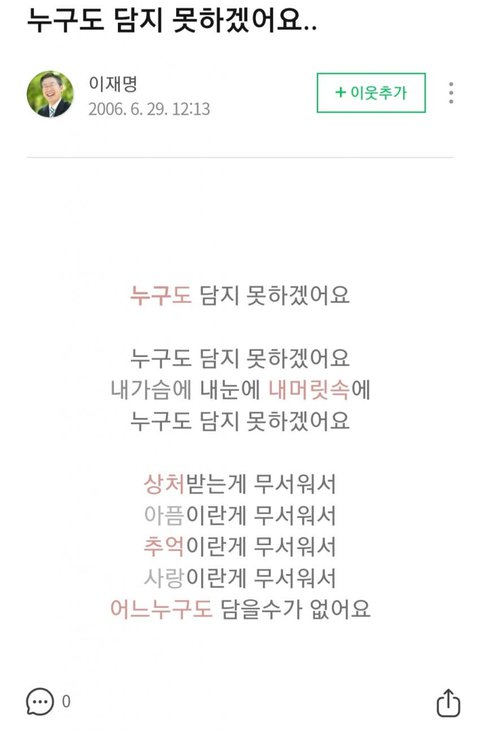 누구도 담지 못하겠어요..
이재명
2006. 6. 29. 12:13
+ 이웃추가
누구도 담지 못하겠어요
누구도 담지 못하겠어요
내가슴에 내눈에 내머릿속에
누구도 담지 못하겠어요
상처받는게 무서워서
아픔이란게 무서워서
추억이란게 무서워서
사랑이란게 무서워서
어느누구도 담을수가 없어요
0